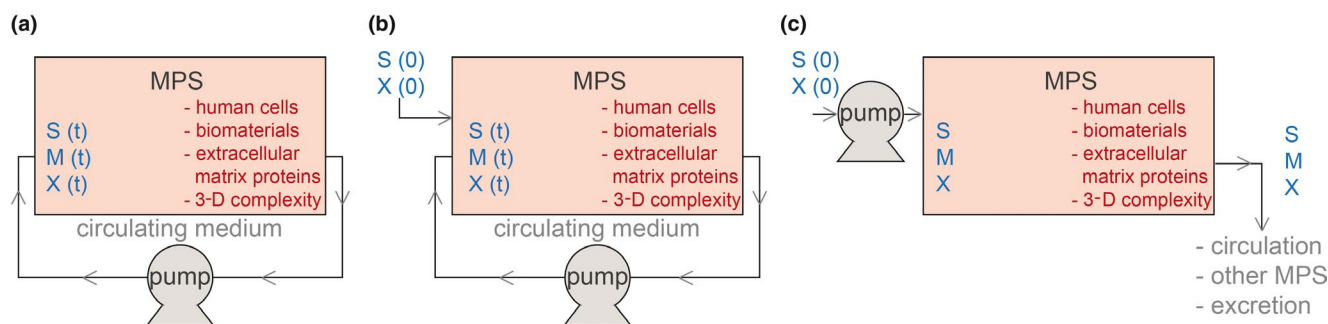 (a)
MPS
- human cells
- biomaterials
- extracellular
matrix proteins
- 3-D complexity
S (t)
M (t)
X (t)
circulating medium
pump
(b)
S (0)
X (0)
MPS
- human cells
- biomaterials
- extracellular
matrix proteins
- 3-D complexity
S (t)
M (t)
X (t)
circulating medium
pump
(c)
S (0)
X (0)
pump
MPS
- human cells
- biomaterials
- extracellular
matrix proteins
- 3-D complexity
S
M
X
S
M
X
- circulation
- other MPS
- excretion